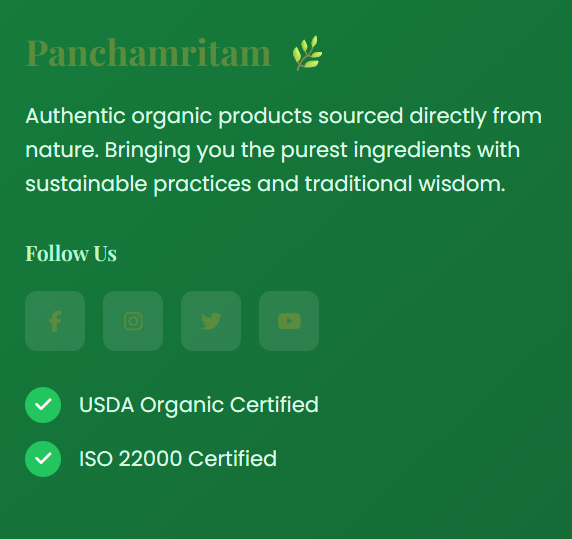 Panchamritam
Authentic organic products sourced directly from
nature. Bringing you the purest ingredients with
sustainable practices and traditional wisdom.
Follow Us
USDA Organic Certified
ISO 22000 Certified